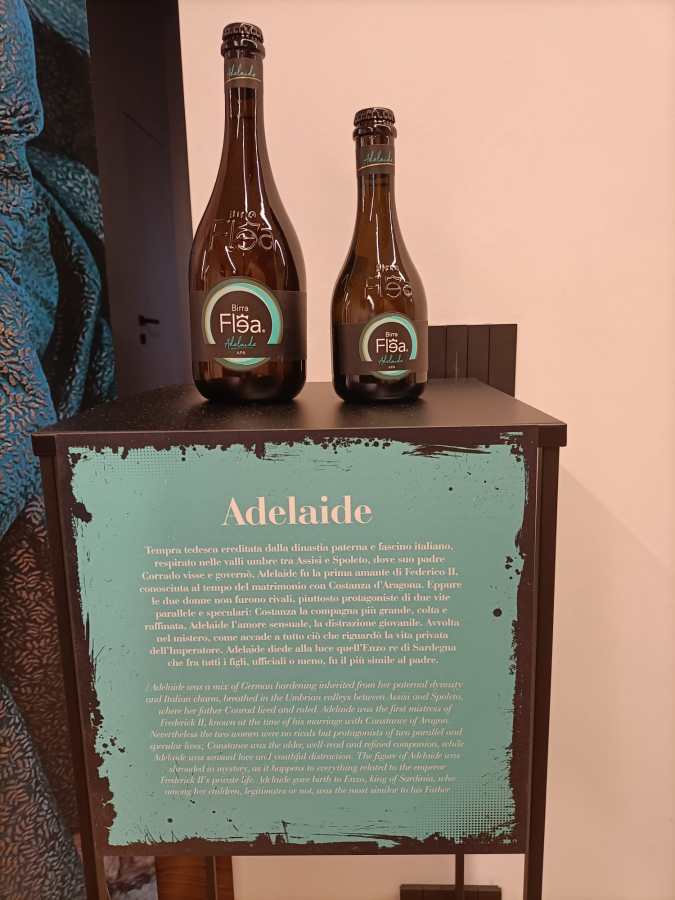 Adelaide
Adelaide
Birra
Flea
Birra
Flea
Birra
Flea®
Adelaide
APA
Birra
Flea®
Adelaide
APA
Adelaide
Tempra tedesca ereditata dalla dinastia paterna e fascino italiano,
respirato nelle valli umbre tra Assisi e Spoleto, dove suo padre
Corrado visse e governò, Adelaide fu la prima amante di Federico II,
conosciuta al tempo del matrimonio con Costanza d'Aragona. Eppure
le due donne non furono rivali, piuttosto protagoniste di due vite
parallele e speculari: Costanza la compagna più grande, colta e
raffinata, Adelaide l'amore sensuale, la distrazione giovanile. Avvolta
nel mistero, come accade a tutto ciò che riguardò la vita privata
dell'Imperatore. Adelaide diede alla luce quell'Enzo re di Sardegna
che fra tutti i figli, ufficiali o meno, fu il più simile al padre.
/Adelaide was a mix of German hardening inherited from her paternal dynasty
and Italian charm, breathed in the Umbrian valleys between Assisi and Spoleto,
where her father Conrad lived and ruled. Adelaide was the first mistress of
Frederick II, known at the time of his marriage with Constance of Aragon.
Nevertheless the two women were no rivals but protagonists of two parallel and
specular lives; Constance was the older, well-read and refined companion, while
Adelaide was sensual love and youthful distraction. The figure of Adelaide was
shrouded in mystery, as it happens to everything related to the emperor
Frederick II's private life. Adelaide gave birth to Enzo, king of Sardinia, who
among her children, legitimates or not, was the most similar to his Father